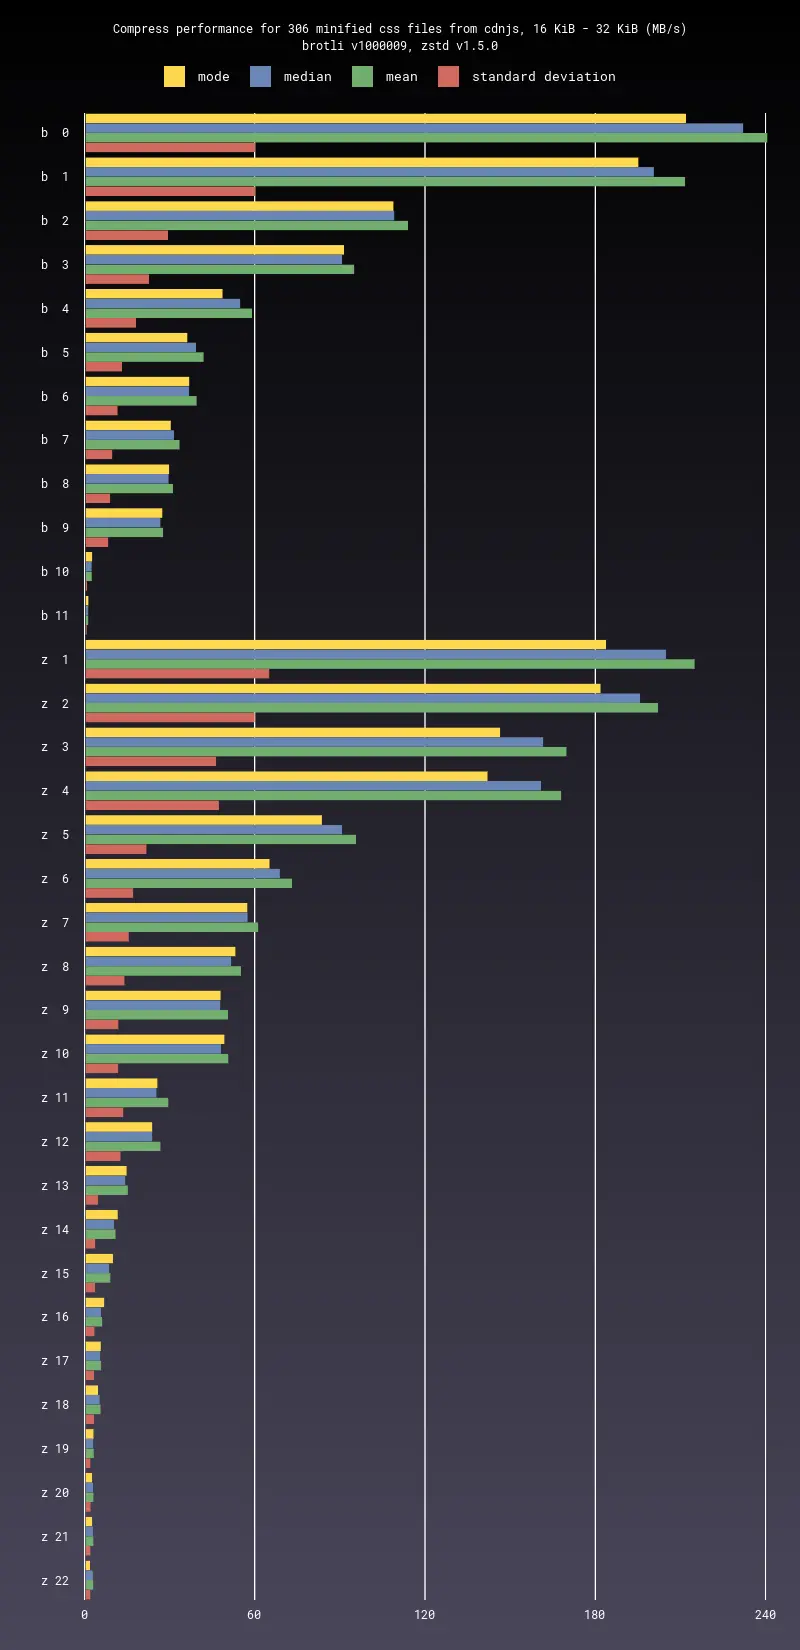 Compress performance for 306 minified css files from cdnjs, 16 KiB - 32 KiB (MB/s)
brotli v1000009, zstd v1.5.0
mode median mean standard deviation
b 0
b 1
b 2
b 3
b 4
b 5
b 6
b 7
b 8
b 9
b 10
b 11
z 1
z 2
z 3
z 4
z 5
z 6
z 7
z 8
z 9
z 10
z 11
z 12
z 13
z 14
z 15
z 16
z 17
z 18
z 19
z 20
z 21
z 22
0 60 120 180 240